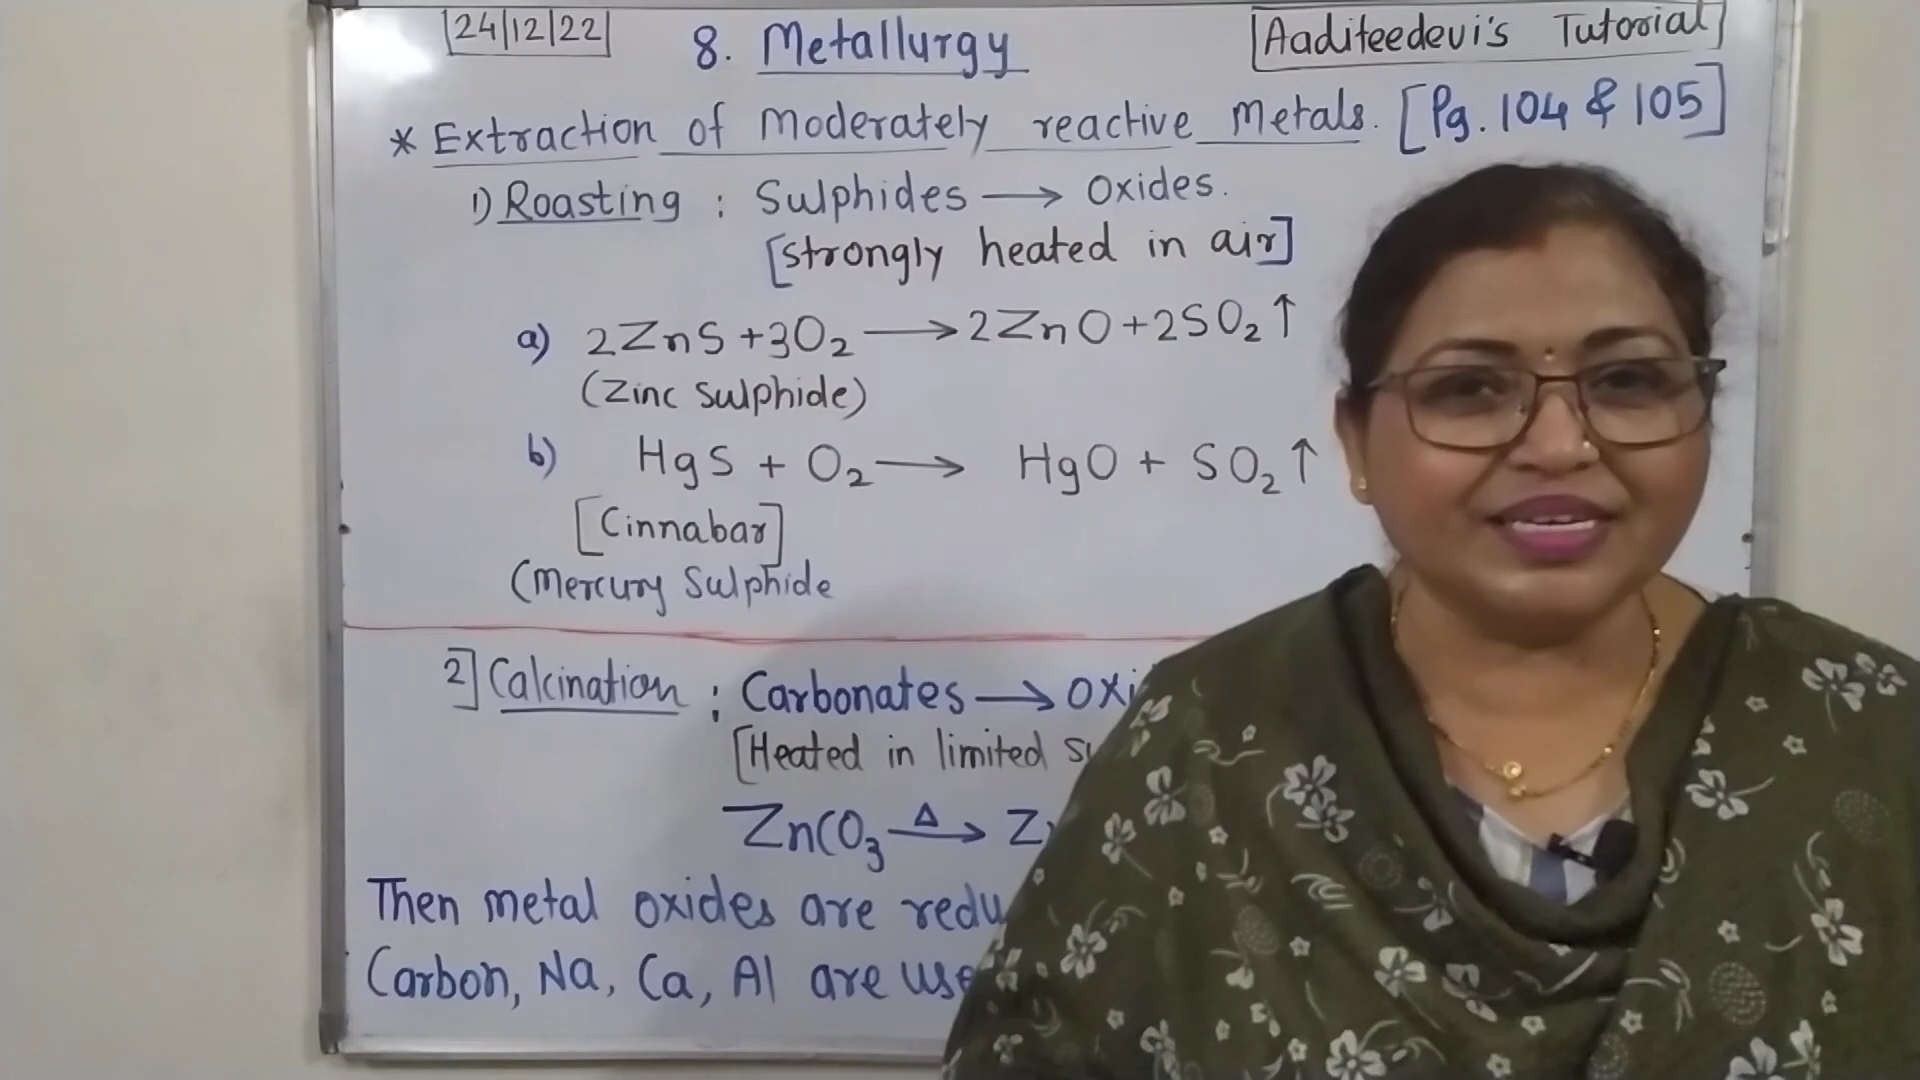 24/12/22
8. Metallurgy
Aaditeedevi's Tutorial
* Extraction of Moderately reactive Metals. [Pg. 104 & 105]
1) Roasting : Sulphides → Oxides.
[strongly heated in air]
a) 2ZnS + 3O₂ → 2ZnO + 2SO₂ ↑
(Zinc sulphide)
b) HgS + O₂ → HgO + SO₂ ↑
[Cinnabar]
(Mercury Sulphide
2] Calcination : Carbonates →
[Heated in limited
ZnCO₃ —Δ→
Then metal oxides are
Carbon, Na, Ca, Al are